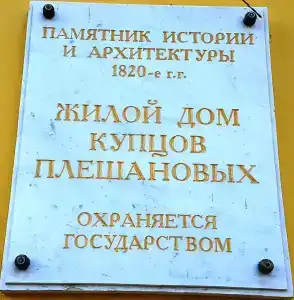 ПАМЯТНИК ИСТОРИИ
И АРХИТЕКТУРЫ
1820-е г.г.
ЖИЛОЙ ДОМ
КУПЦОВ
ПЛЕШАНОВЫХ
ОХРАНЯЕТСЯ
ГОСУДАРСТВОМ